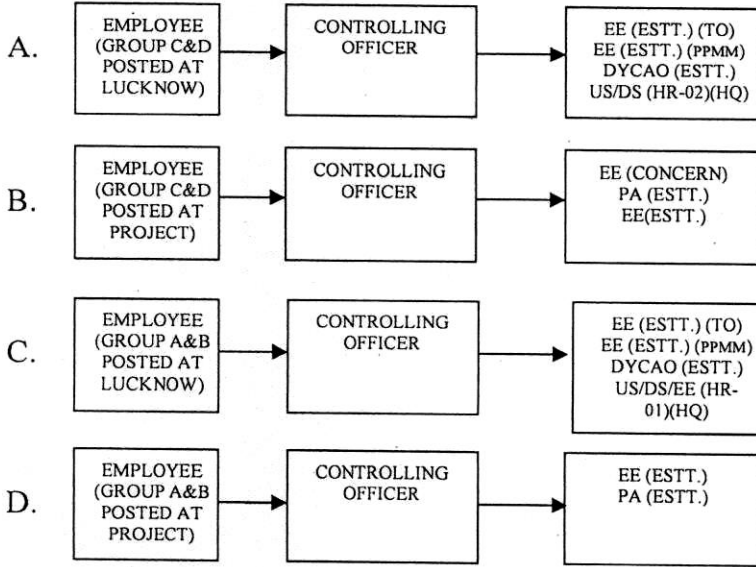 A.
EMPLOYEE
(GROUP C&D
POSTED AT
LUCKNOW)
CONTROLLING
OFFICER
EE (ESTT.) (TO)
EE (ESTT.) (PPMM)
DYCAO (ESTT.)
US/DS (HR-02)(HQ)
B.
EMPLOYEE
(GROUP C&D
POSTED AT
PROJECT)
CONTROLLING
OFFICER
EE (CONCERN)
PA (ESTT.)
EE(ESTT.)
C.
EMPLOYEE
(GROUP A&B
POSTED AT
LUCKNOW)
CONTROLLING
OFFICER
EE (ESTT.) (TO)
EE (ESTT.) (PPMM)
DYCAO (ESTT.)
US/DS/EE (HR-
01)(HQ)
D.
EMPLOYEE
(GROUP A&B
POSTED AT
PROJECT)
CONTROLLING
OFFICER
EE (ESTT.)
PA (ESTT.)